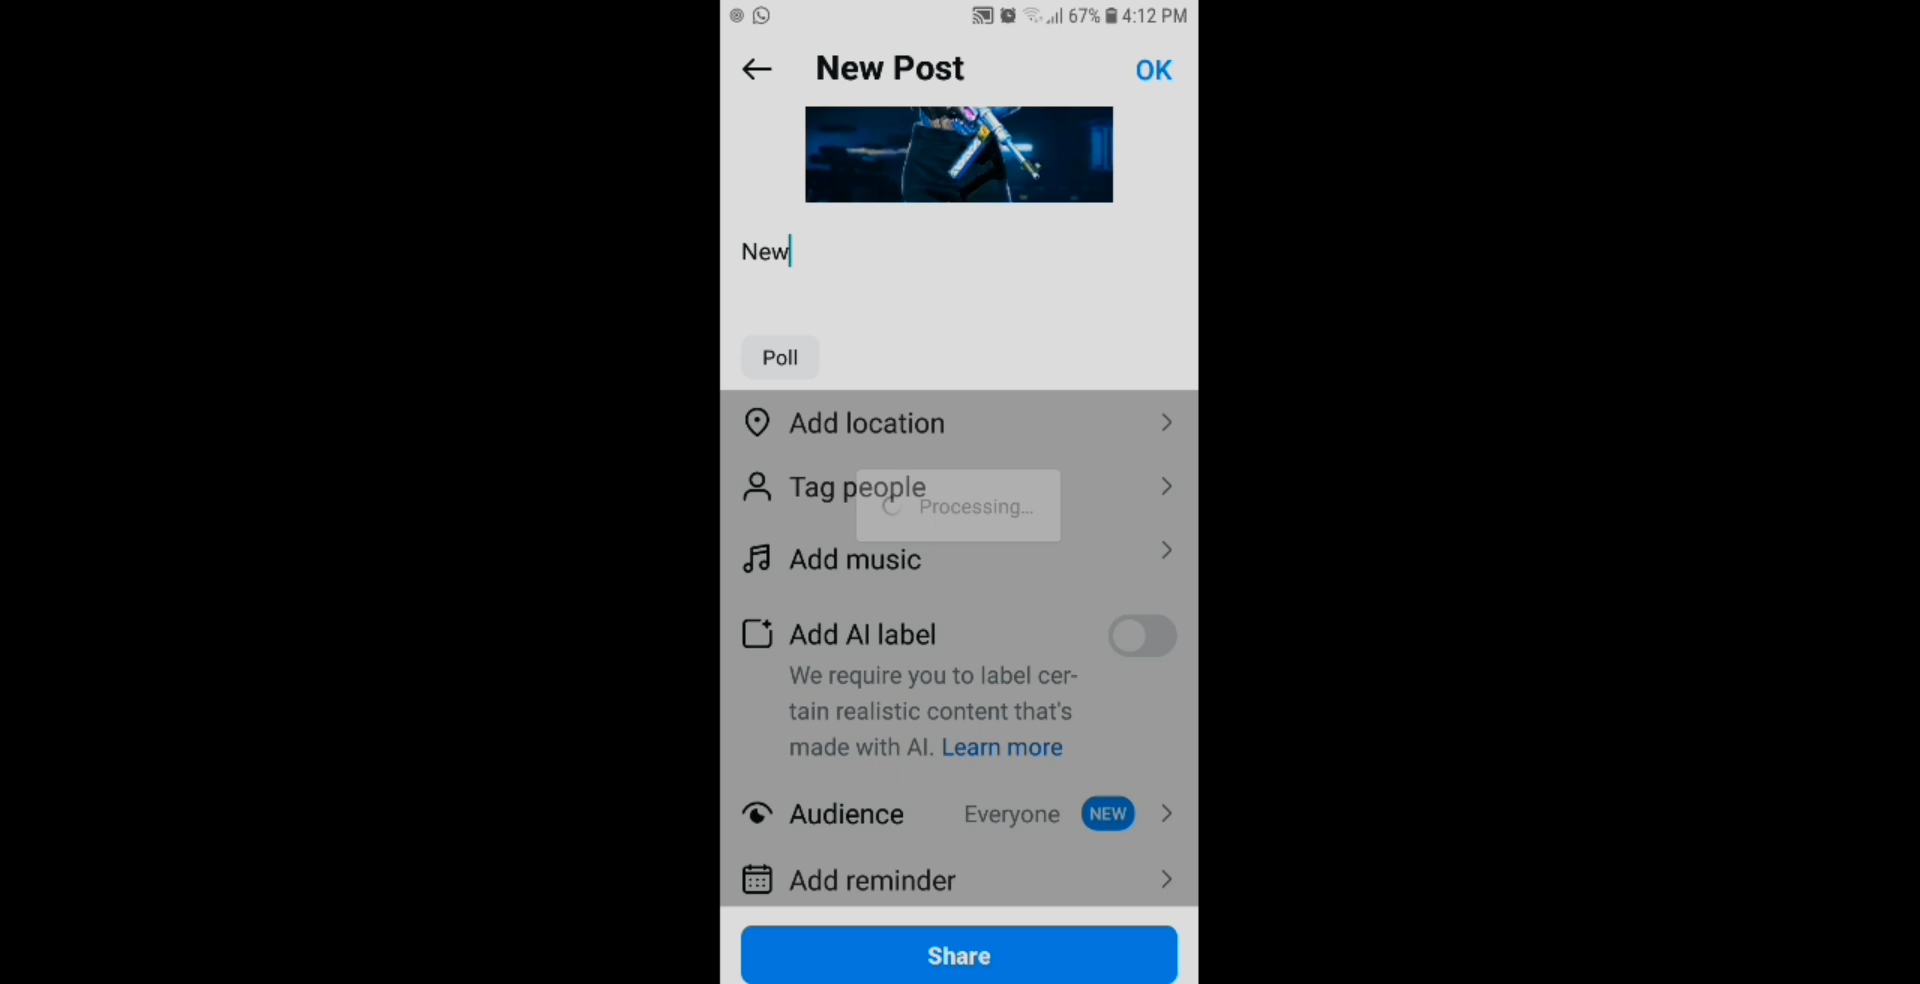 67% 4:12 PM
New Post OK
New
Poll
Add location
Tag people
Processing...
Add music
Add AI label
We require you to label cer-
tain realistic content that's
made with AI. Learn more
Audience Everyone NEW
Add reminder
Share